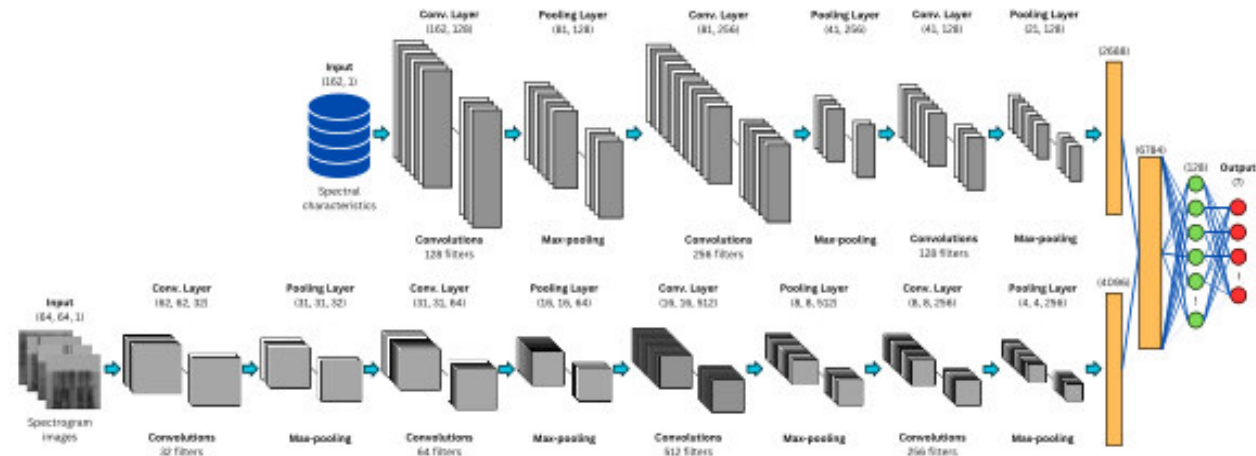 Conv. Layer
(162, 128)
Pooling Layer
(81, 128)
Conv. Layer
(81, 256)
Pooling Layer
(41, 256)
Conv. Layer
(41, 128)
Pooling Layer
(21, 128)
(2688)
Input
(162, 1)
Spectral
characteristics
Convolutions
128 filters
Max-pooling
Convolutions
256 filters
Max-pooling
Convolutions
128 filters
Max-pooling
(6784)
(128)
Output
(7)
Input
(64, 64, 1)
Conv. Layer
(62, 62, 32)
Pooling Layer
(31, 31, 32)
Conv. Layer
(31, 31, 64)
Pooling Layer
(16, 16, 64)
Conv. Layer
(16, 16, 512)
Pooling Layer
(8, 8, 512)
Conv. Layer
(8, 8, 256)
Pooling Layer
(4, 4, 256)
(4096)
Spectrogram
images
Convolutions
32 filters
Max-pooling
Convolutions
64 filters
Max-pooling
Convolutions
512 filters
Max-pooling
Convolutions
256 filters
Max-pooling